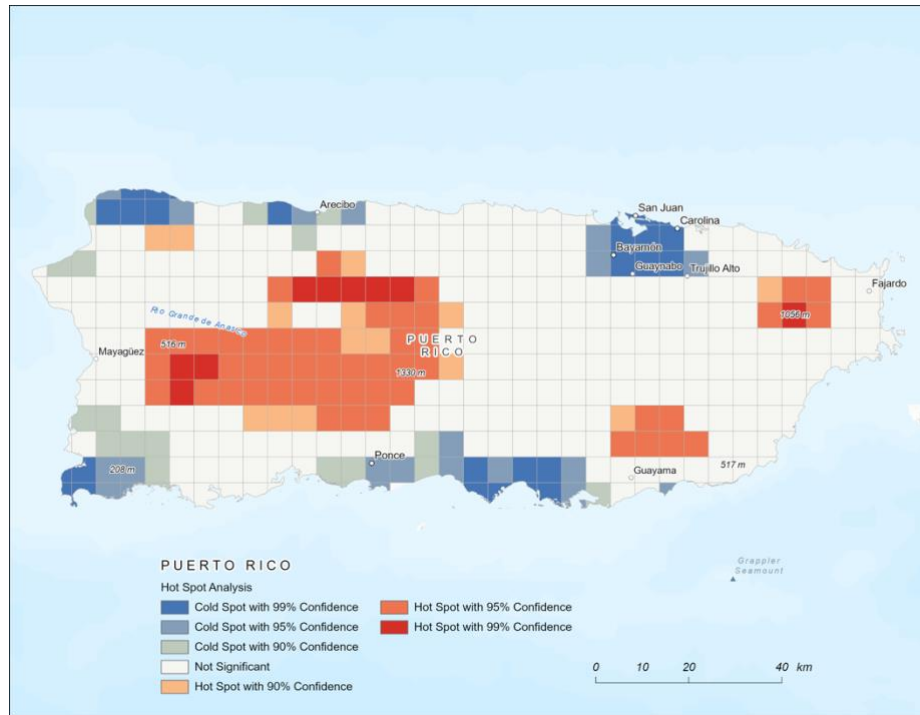 San Juan
Arecibo
Carolina
Bayamón
Guaynabo
Trujillo Alto
Fajardo
1056 m
Rio Grande de Anasco
516 m
PUERTO
RICO
Mayagüez
1330 m
208 m
Ponce
Guayama
517 m
Grappler
Seamount
PUERTO RICO
Hot Spot Analysis
Cold Spot with 99% Confidence
Cold Spot with 95% Confidence
Cold Spot with 90% Confidence
Not Significant
Hot Spot with 90% Confidence
Hot Spot with 95% Confidence
Hot Spot with 99% Confidence
0 10 20 40 km